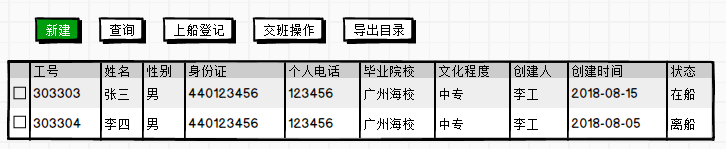 新建 查询 上船登记 交班操作 导出目录
工号 姓名 性别 身份证 个人电话 毕业院校 文化程度 创建人 创建时间 状态
303303 张三 男 440123456 123456 广州海校 中专 李工 2018-08-15 在船
303304 李四 男 440123456 123456 广州海校 中专 李工 2018-08-05 离船